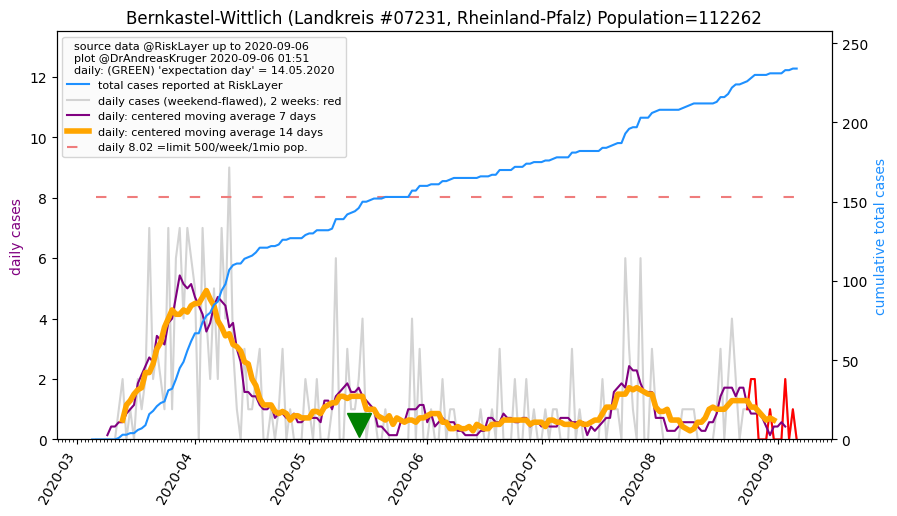 Bernkastel-Wittlich (Landkreis #07231, Rheinland-Pfalz) Population=112262
source data @RiskLayer up to 2020-09-06
plot @DrAndreasKruger 2020-09-06 01:51
daily: (GREEN) 'expectation day' = 14.05.2020
total cases reported at RiskLayer
daily cases (weekend-flawed), 2 weeks: red
daily: centered moving average 7 days
daily: centered moving average 14 days
daily 8.02 =limit 500/week/1mio pop.
daily cases
12
10
8
6
4
2
0
250
200
150
100
50
0
cumulative total cases
2020-03
2020-04
2020-05
2020-06
2020-07
2020-08
2020-09